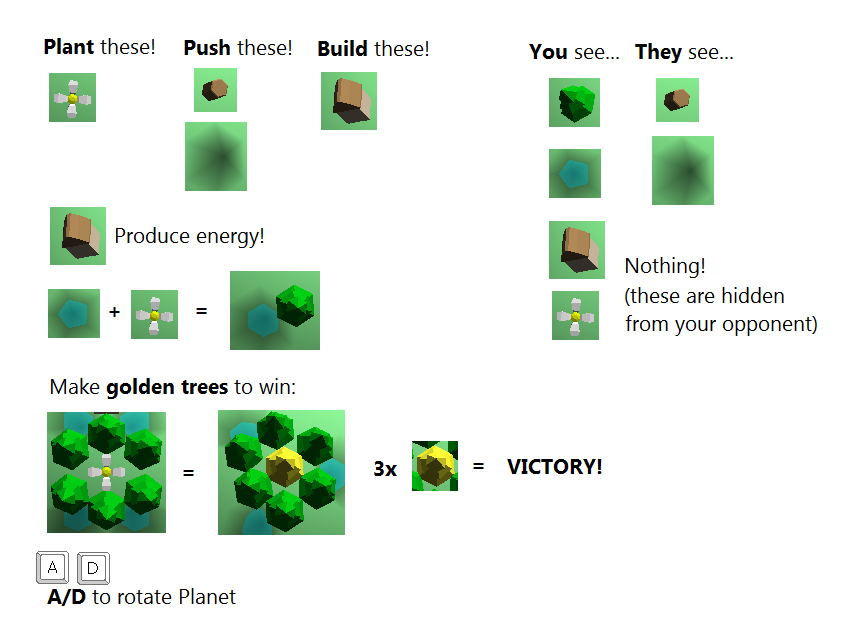 Plant these! Push these! Build these!
You see... They see...
Produce energy!
+ =
Nothing!
(these are hidden
from your opponent)
Make golden trees to win:
= 3x = VICTORY!
A D
A/D to rotate Planet